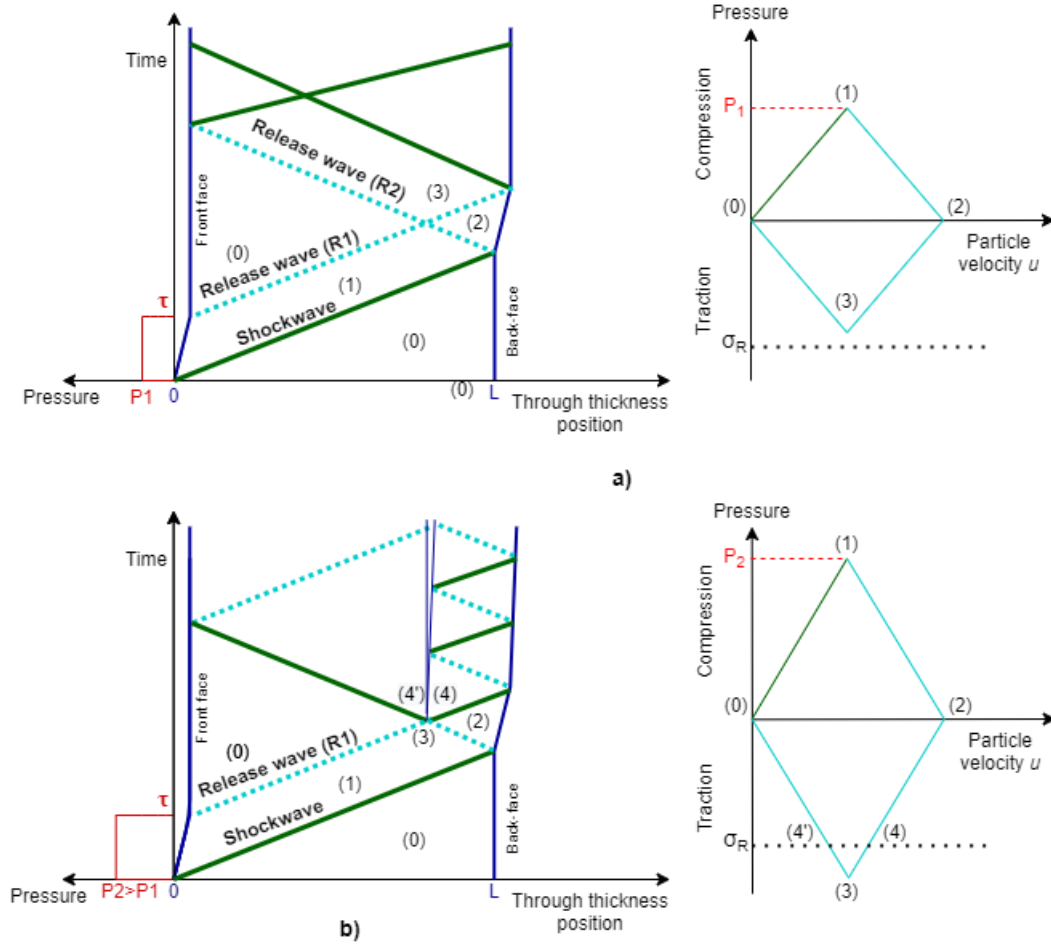 Time
Pressure
P₁
Compression
(1)
(0)
(2)
Particle
velocity u
Traction
(3)
σR
Front face
(0)
Release wave (R2)
(3)
(2)
Release wave (R1)
(1)
Shockwave
(0)
Back-face
τ
Pressure
P1
0
(0)
L
Through thickness
position
a)
Time
Pressure
P₂
Compression
(1)
(0)
(2)
Particle
velocity u
Traction
σR
(4')
(4)
(3)
Front face
(0)
(4')
(4)
(2)
(3)
Release wave (R1)
(1)
Shockwave
(0)
Back-face
τ
Pressure
P2>P1
0
L
Through thickness
position
b)